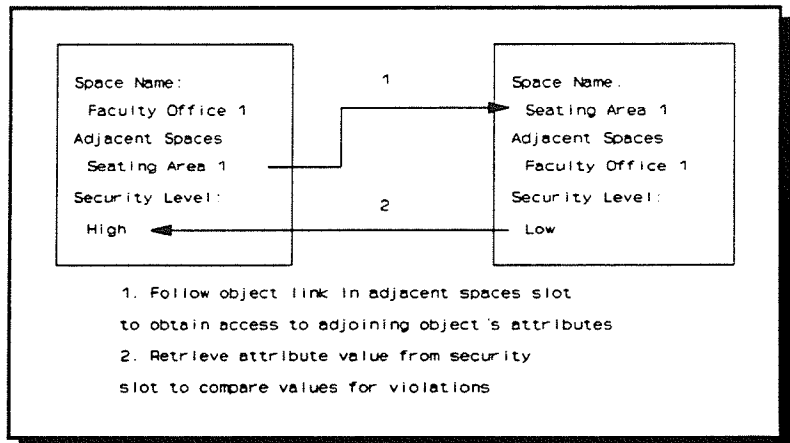 Space Name:
Faculty Office 1
Adjacent Spaces
Seating Area 1
Security Level:
High
1
2
Space Name.
Seating Area 1
Adjacent Spaces
Faculty Office 1
Security Level:
Low
1. Follow object link in adjacent spaces slot
to obtain access to adjoining object's attributes
2. Retrieve attribute value from security
slot to compare values for violations